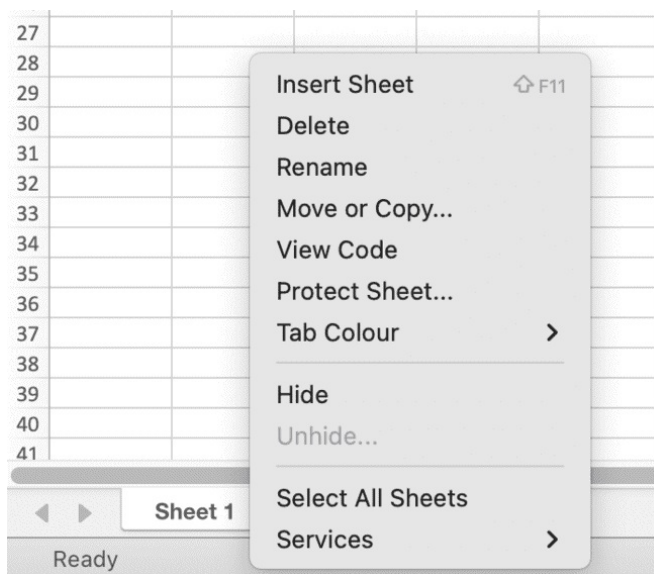 27
28
29
30
31
32
33
34
35
36
37
38
39
40
41
Insert Sheet ⇧ F11
Delete
Rename
Move or Copy...
View Code
Protect Sheet...
Tab Colour
Hide
Unhide...
Select All Sheets
Services
Sheet 1
Ready